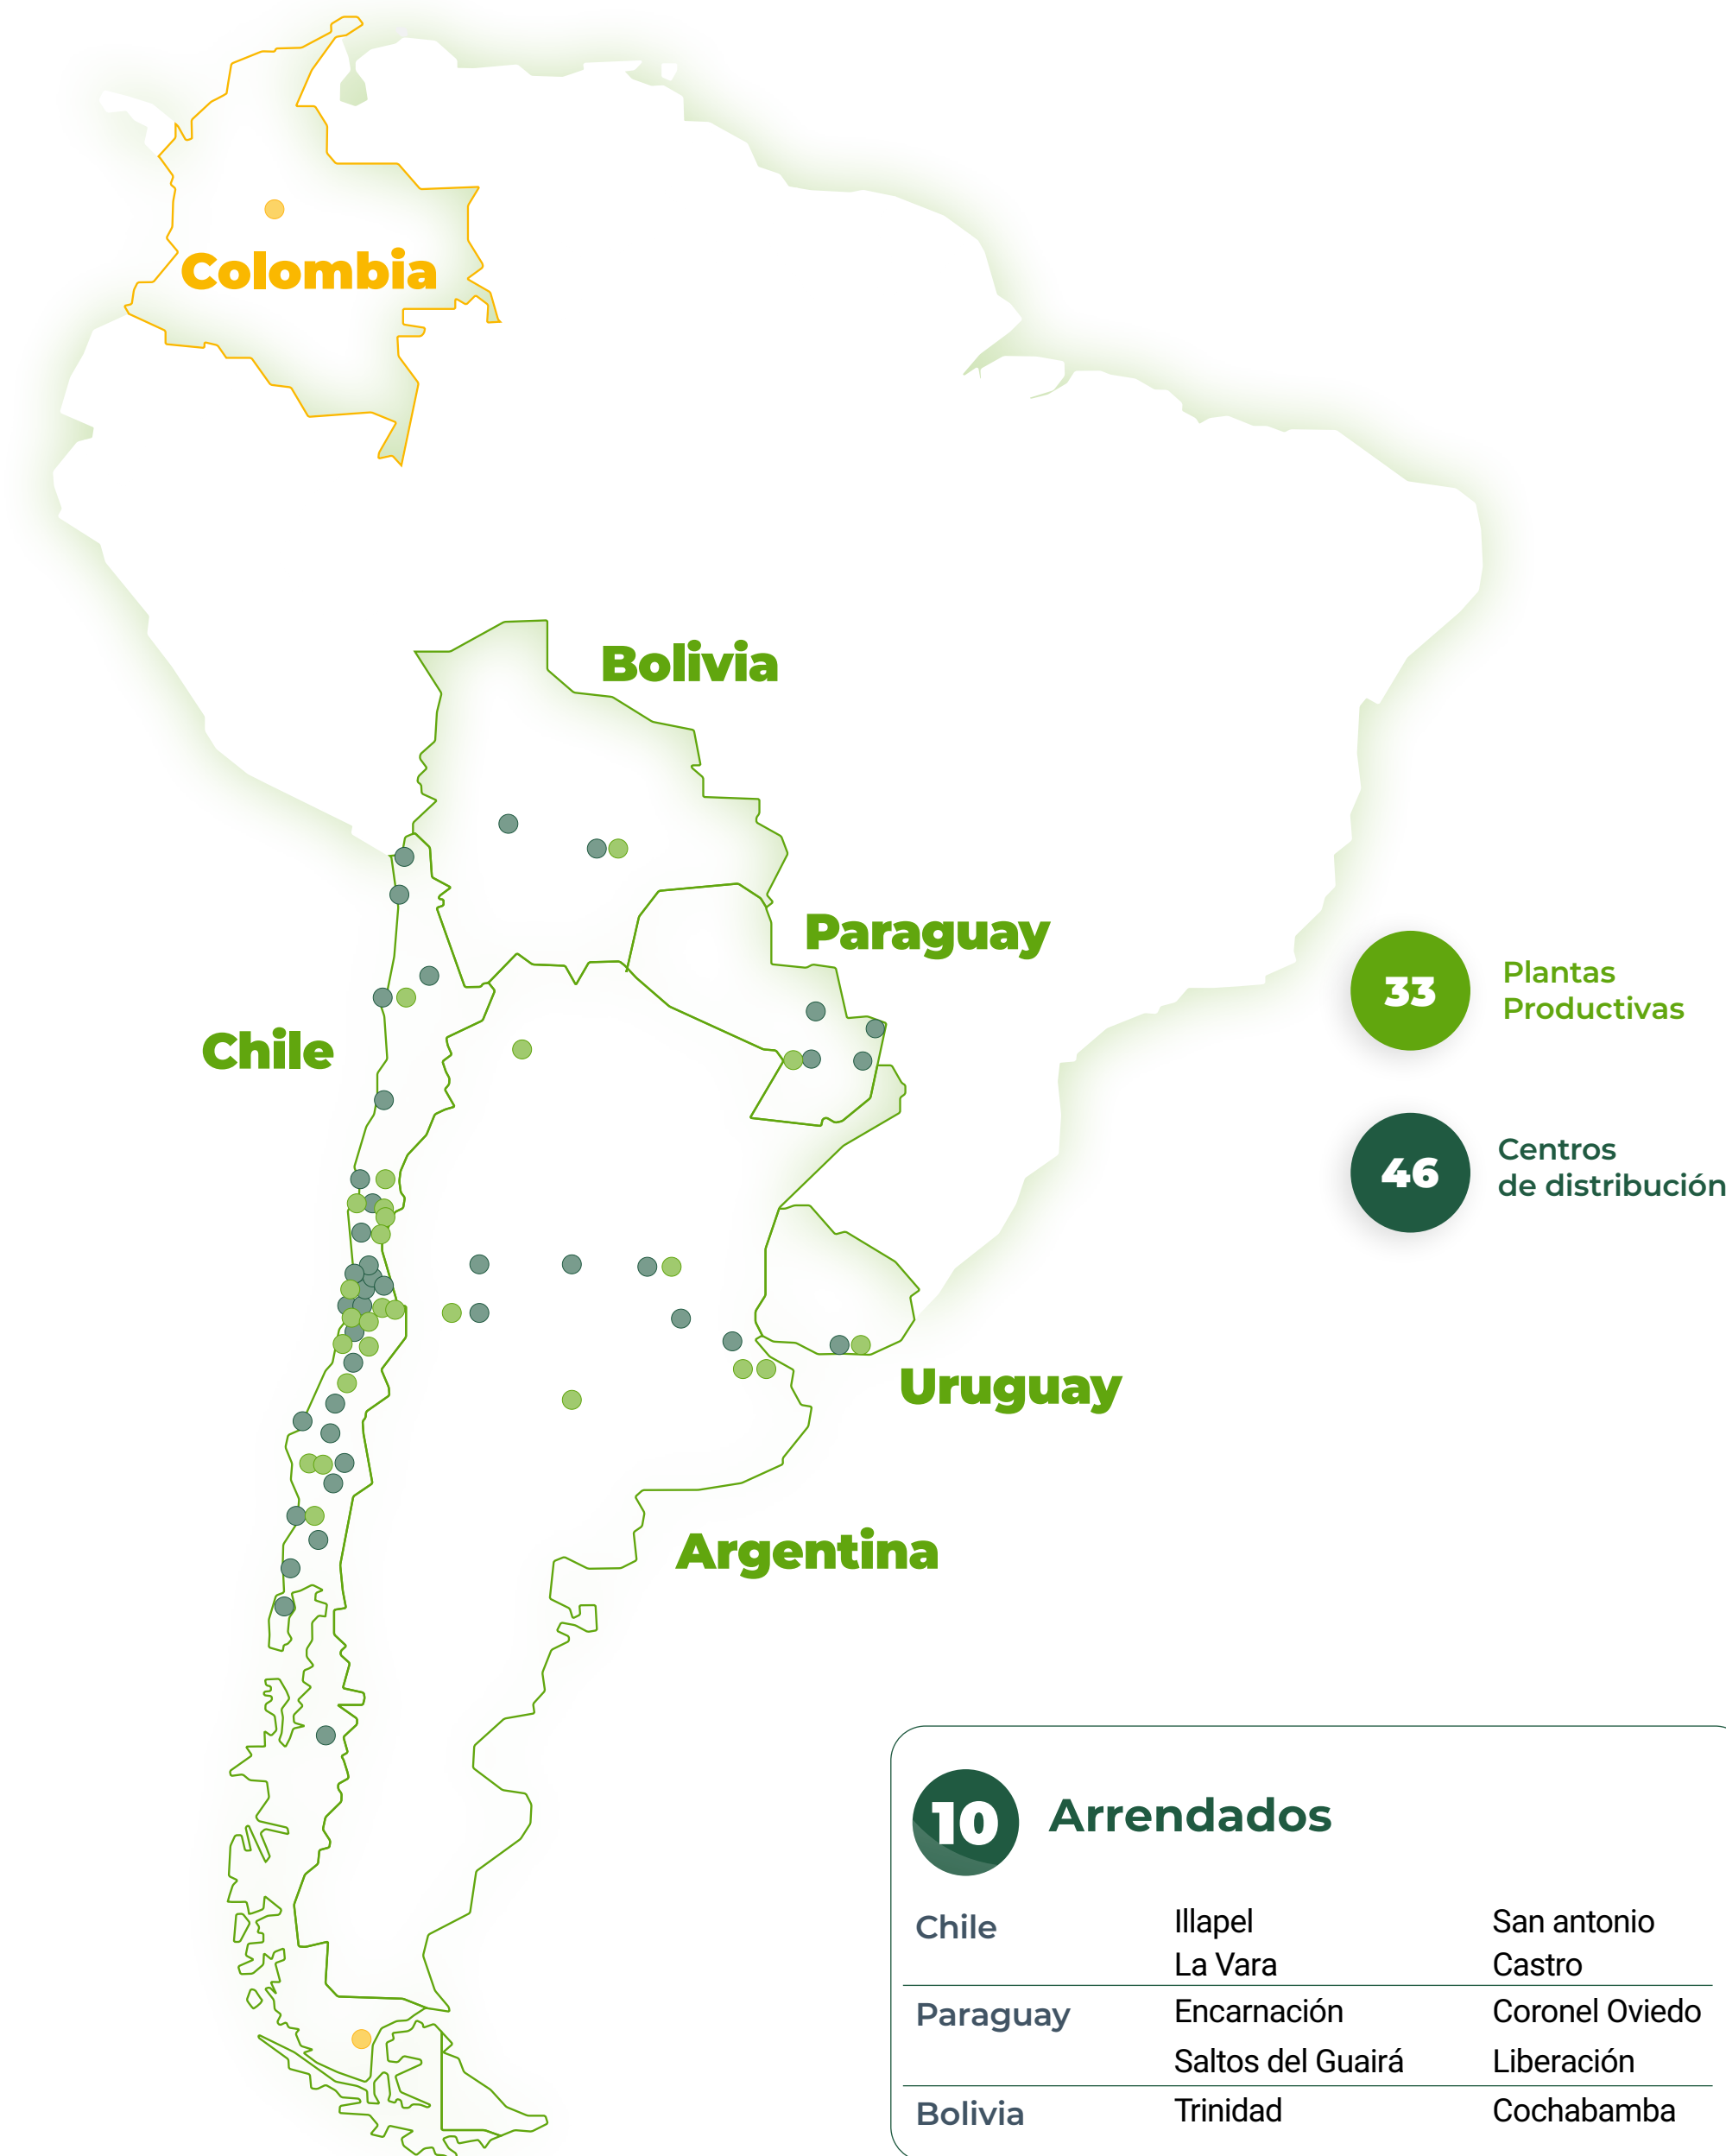 Colombia
Bolivia
Paraguay
Chile
Uruguay
Argentina
33
Plantas
Productivas
46
Centros
de distribución
10
Arrendados
Chile
Illapel
San antonio
La Vara
Castro
Paraguay
Encarnación
Coronel Oviedo
Saltos del Guairá
Liberación
Bolivia
Trinidad
Cochabamba